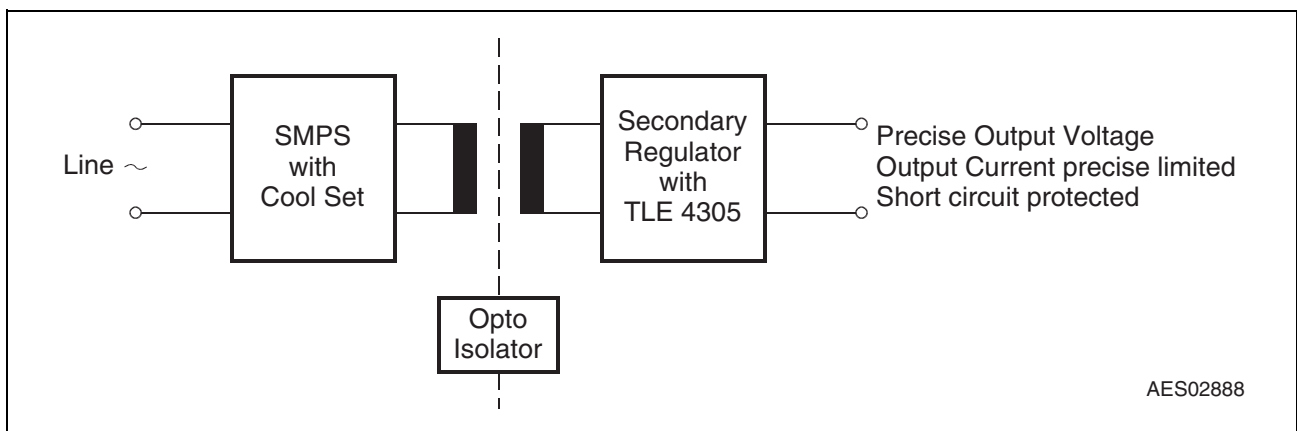 Line ~
SMPS
with
Cool Set
Secondary
Regulator
with
TLE 4305
Precise Output Voltage
Output Current precise limited
Short circuit protected
Opto
Isolator
AES02888